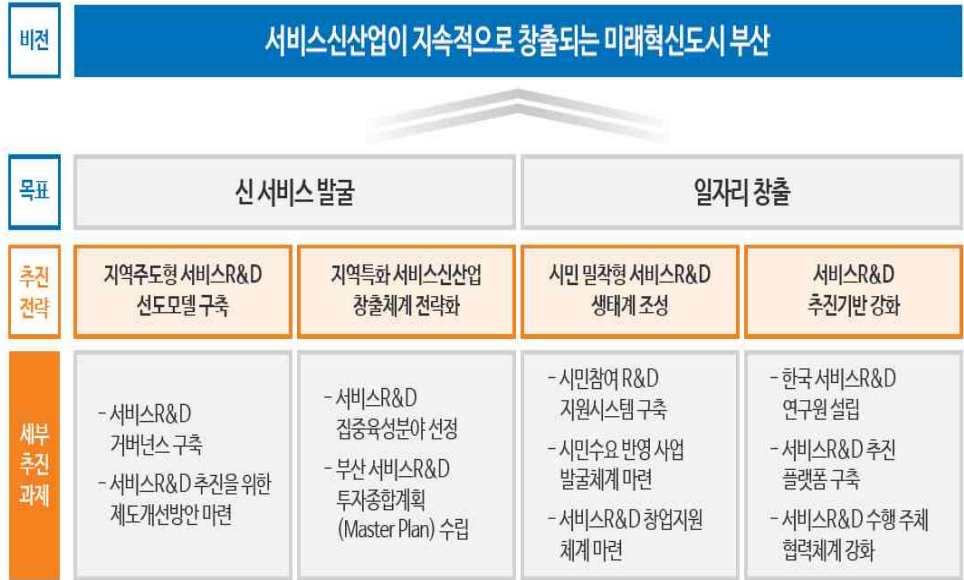 비전
서비스신산업이 지속적으로 창출되는 미래혁신도시 부산
목표
신 서비스 발굴
일자리 창출
추진
전략
지역주도형 서비스R&D
선도모델 구축
지역특화 서비스신산업
창출체계 전략화
시민 밀착형 서비스R&D
생태계 조성
서비스R&D
추진기반 강화
세부
추진
과제
- 서비스R&D
거버넌스 구축
- 서비스R&D 추진을 위한
제도개선방안 마련
- 서비스R&D
집중육성분야 선정
- 부산 서비스R&D
투자종합계획
(Master Plan) 수립
- 시민참여 R&D
지원시스템 구축
- 시민수요 반영 사업
발굴체계 마련
- 서비스R&D 창업지원
체계 마련
- 한국 서비스R&D
연구원 설립
- 서비스R&D 추진
플랫폼 구축
- 서비스R&D 수행 주체
협력체계 강화